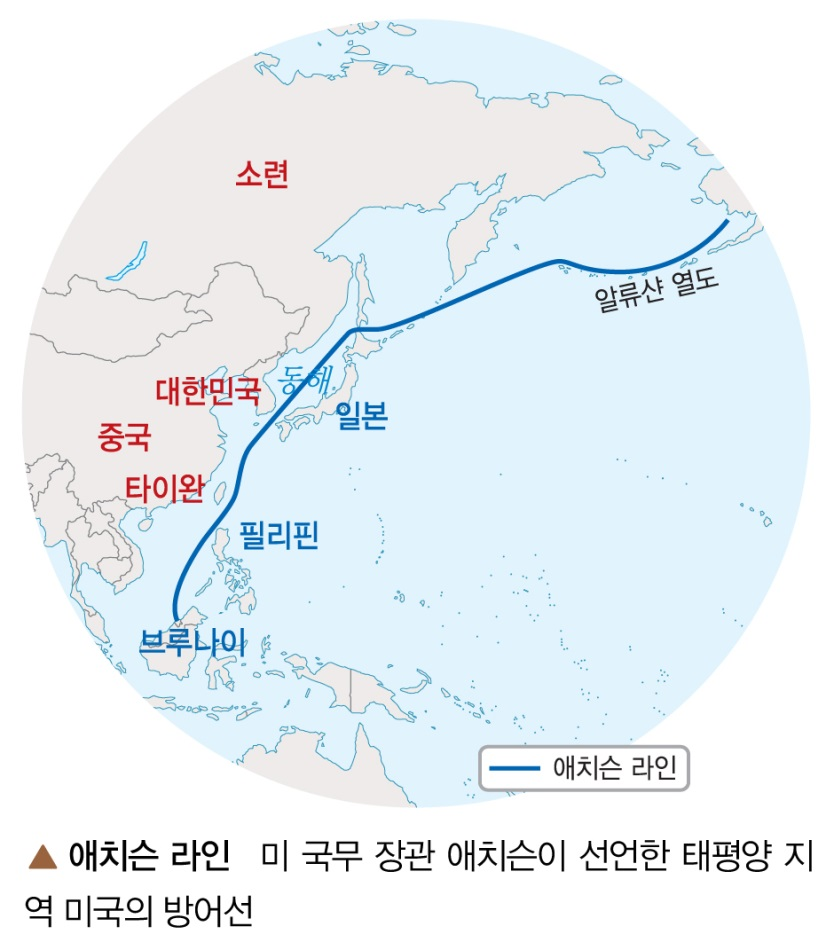 소련
알류샨 열도
동해
대한민국
일본
중국
타이완
필리핀
브루나이
애치슨 라인
▲ 애치슨 라인 미 국무 장관 애치슨이 선언한 태평양 지
역 미국의 방어선